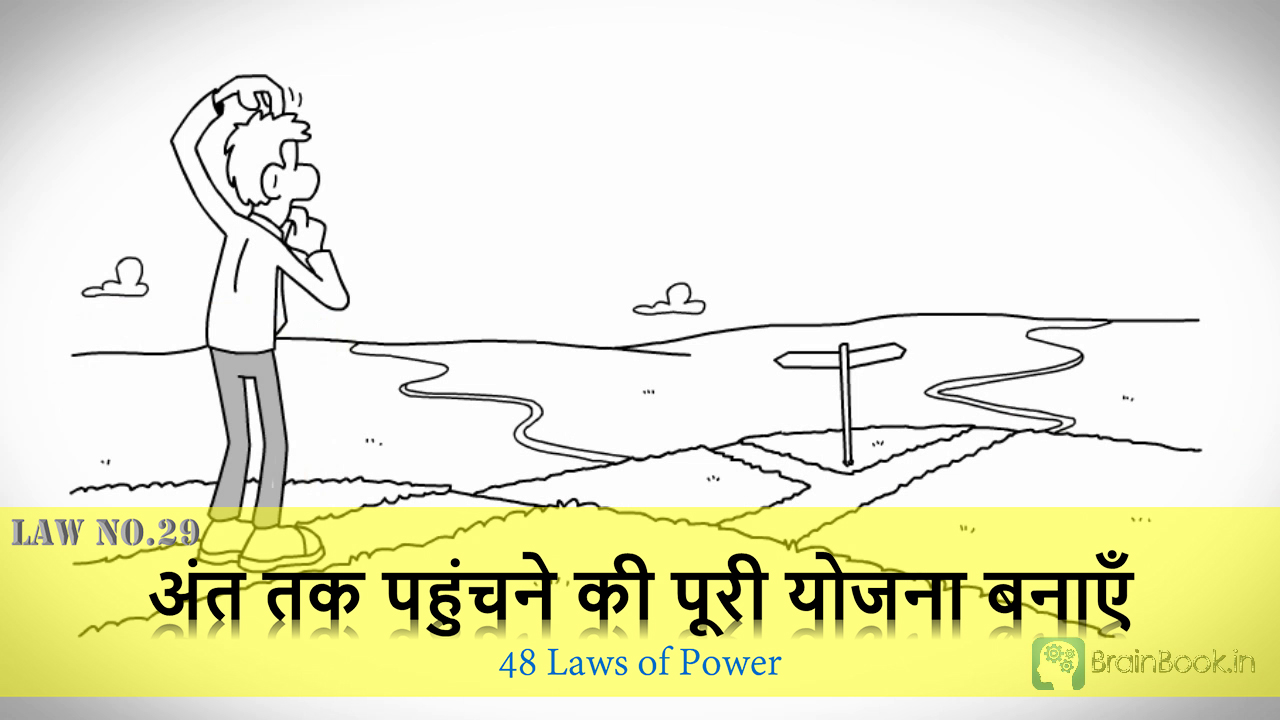 LAW NO.29
अंत तक पहुंचने की पूरी योजना बनाएँ
48 Laws of Power
BrainBook.in